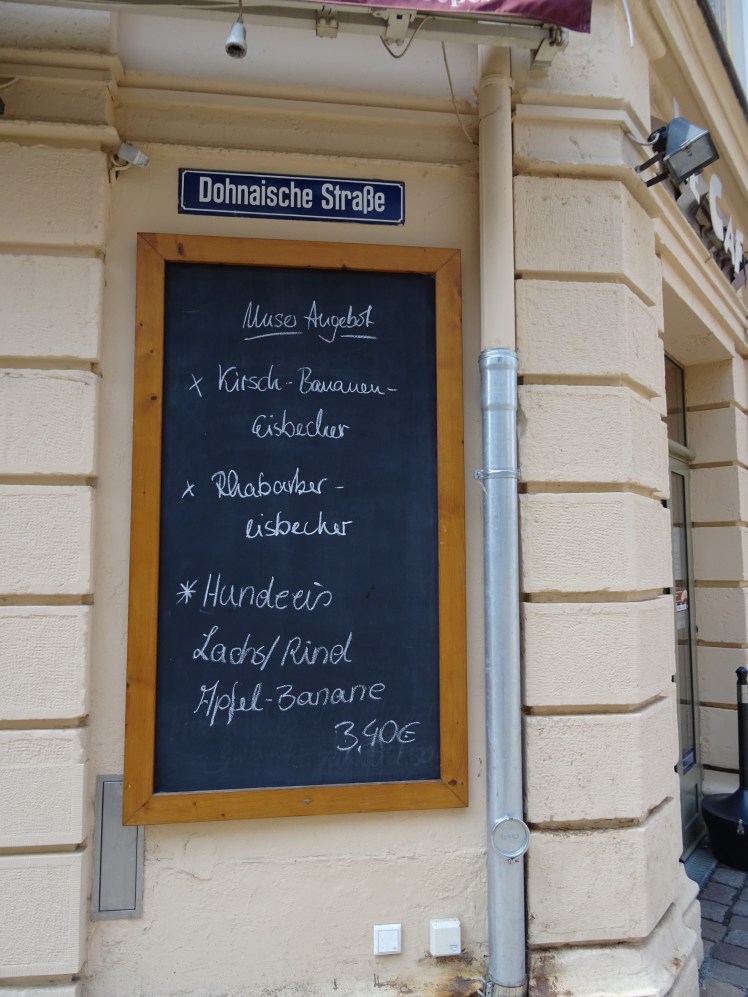 Dohnaische Straße
Unser Angebot
x Kirsch-Bananen-
Eisbecher
x Rhabarber-
eisbecher
* Hundeeis
Lachs/Rind
Apfel-Banane
3,40€